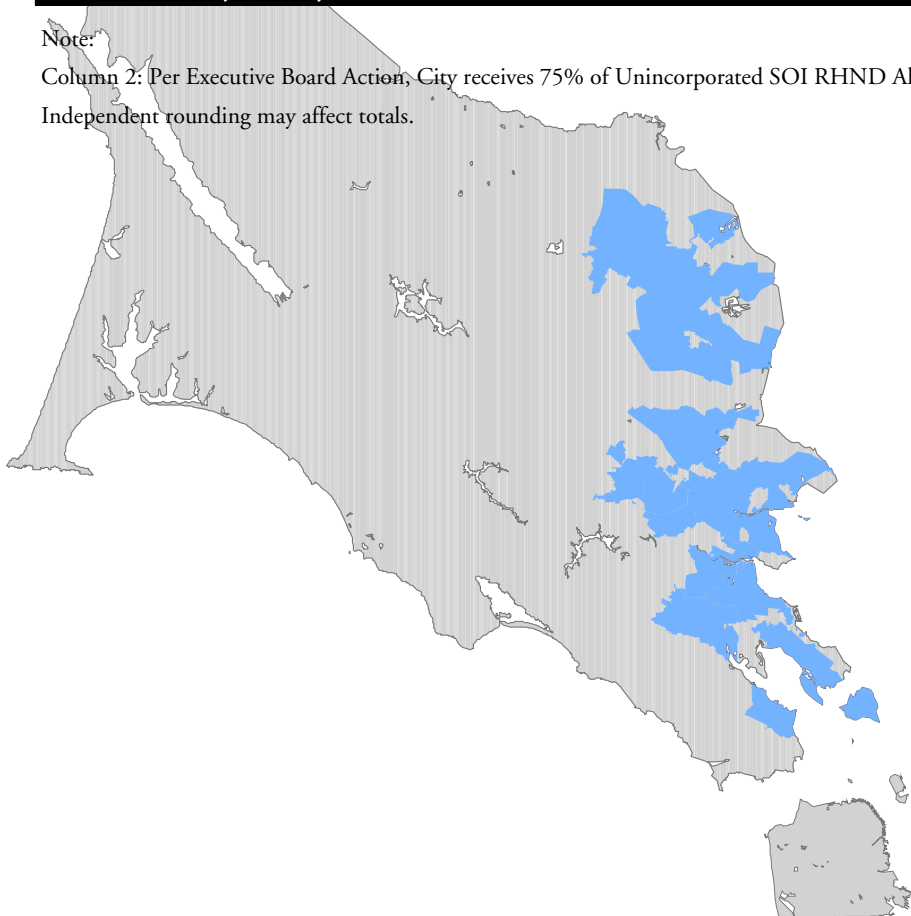 Note:
Column 2: Per Executive Board Action, City receives 75% of Unincorporated SOI RHND
Independent rounding may affect totals.